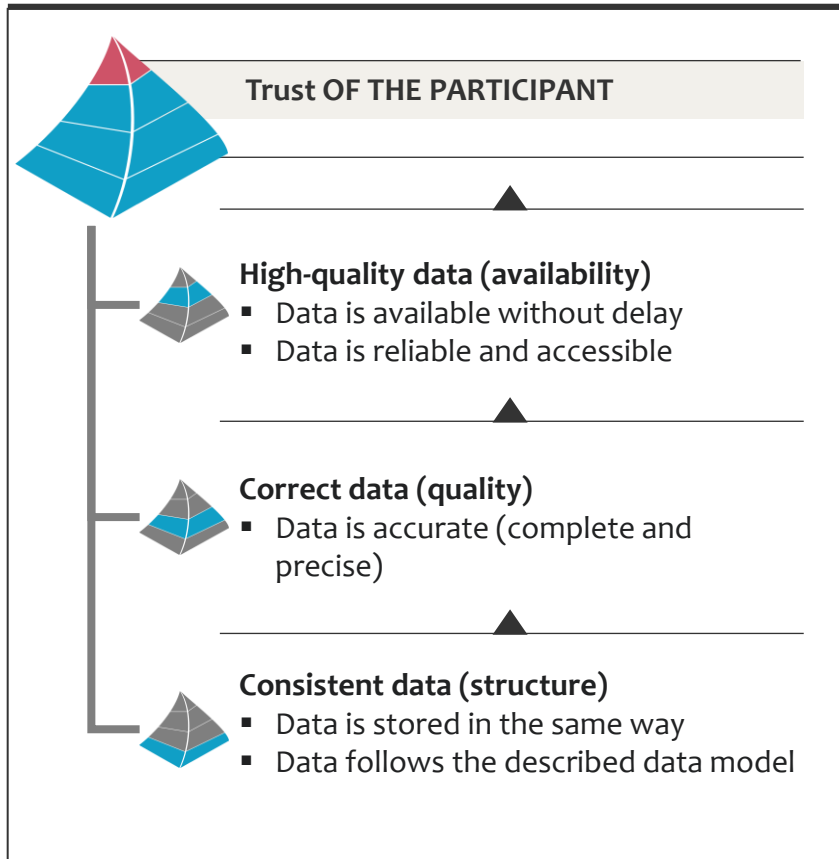 Trust OF THE PARTICIPANT
High-quality data (availability)
▪ Data is available without delay
▪ Data is reliable and accessible
Correct data (quality)
▪ Data is accurate (complete and
precise)
Consistent data (structure)
▪ Data is stored in the same way
▪ Data follows the described data model